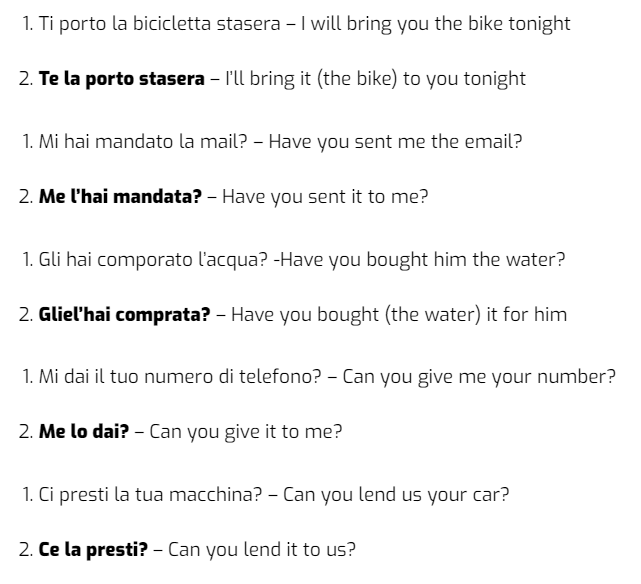 1. Ti porto la bicicletta stasera – I will bring you the bike tonight
2. Te la porto stasera – I'll bring it (the bike) to you tonight
1. Mi hai mandato la mail? – Have you sent me the email?
2. Me l'hai mandata? – Have you sent it to me?
1. Gli hai comporato l'acqua? -Have you bought him the water?
2. Gliel'hai comprata? – Have you bought (the water) it for him
1. Mi dai il tuo numero di telefono? – Can you give me your number?
2. Me lo dai? – Can you give it to me?
1. Ci presti la tua macchina? – Can you lend us your car?
2. Ce la presti? – Can you lend it to us?